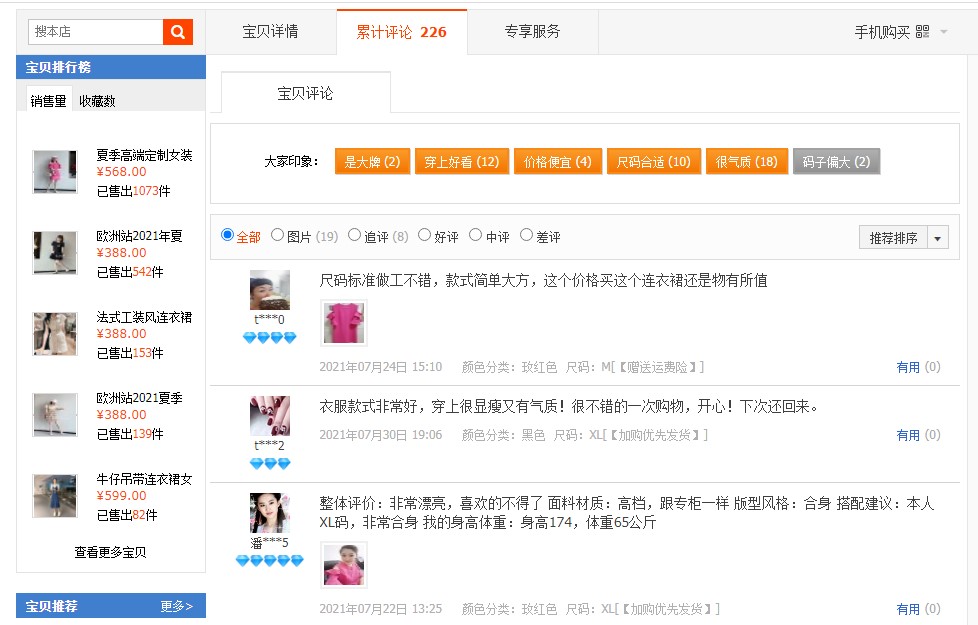 搜本店
宝贝详情
累计评论 226
专享服务
手机购买
宝贝排行榜
销售量 收藏数
夏季高端定制女装
¥568.00
已售出1073件
欧洲站2021年夏
¥388.00
已售出542件
法式工装风连衣裙
¥388.00
已售出153件
欧洲站2021夏季
¥388.00
已售出139件
牛仔吊带连衣裙女
¥599.00
已售出82件
查看更多宝贝
宝贝推荐 更多>
宝贝评论
大家印象： 是大牌 (2) 穿上好看 (12) 价格便宜 (4) 尺码合适 (10) 很气质 (18) 码子偏大 (2)
全部 图片 (19) 追评 (8) 好评 中评 差评 推荐排序
尺码标准做工不错，款式简单大方，这个价格买这个连衣裙还是物有所值
t***0
2021年07月24日 15:10 颜色分类：玫红色 尺码：M[【赠送运费险】] 有用 (0)
衣服款式非常好，穿上很显瘦又有气质！很不错的一次购物，开心！下次还回来。
t***2
2021年07月30日 19:06 颜色分类：黑色 尺码：XL[【加购优先发货】] 有用 (0)
整体评价：非常漂亮，喜欢的不得了 面料材质：高档，跟专柜一样 版型风格：合身 搭配建议：本人
XL码，非常合身 我的身高体重：身高174，体重65公斤
潘***5
2021年07月22日 13:25 颜色分类：玫红色 尺码：XL[【加购优先发货】] 有用 (0)